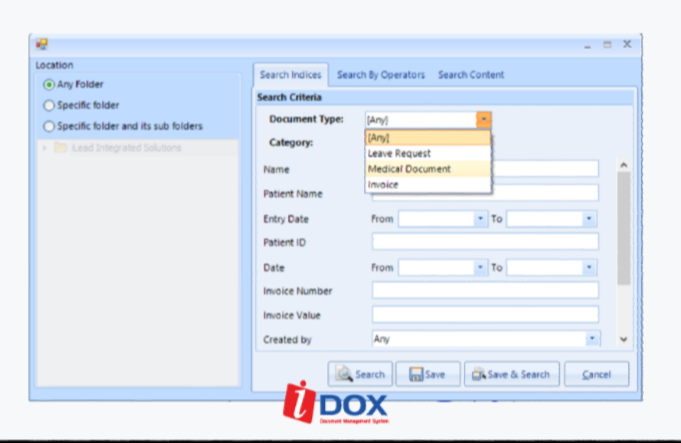 Location
Any Folder
Specific folder
Specific folder and its sub folders
Lead Integrated Solutions
Search Indices Search By Operators Search Content
Search Criteria
Document Type: [Any]
[Any]
Category:
Leave Request
Name Medical Document
Invoice
Patient Name
Entry Date From To
Patient ID
Date From To
Invoice Number
Invoice Value
Created by Any
Search Save Save & Search Cancel
iDOX
Document Management System